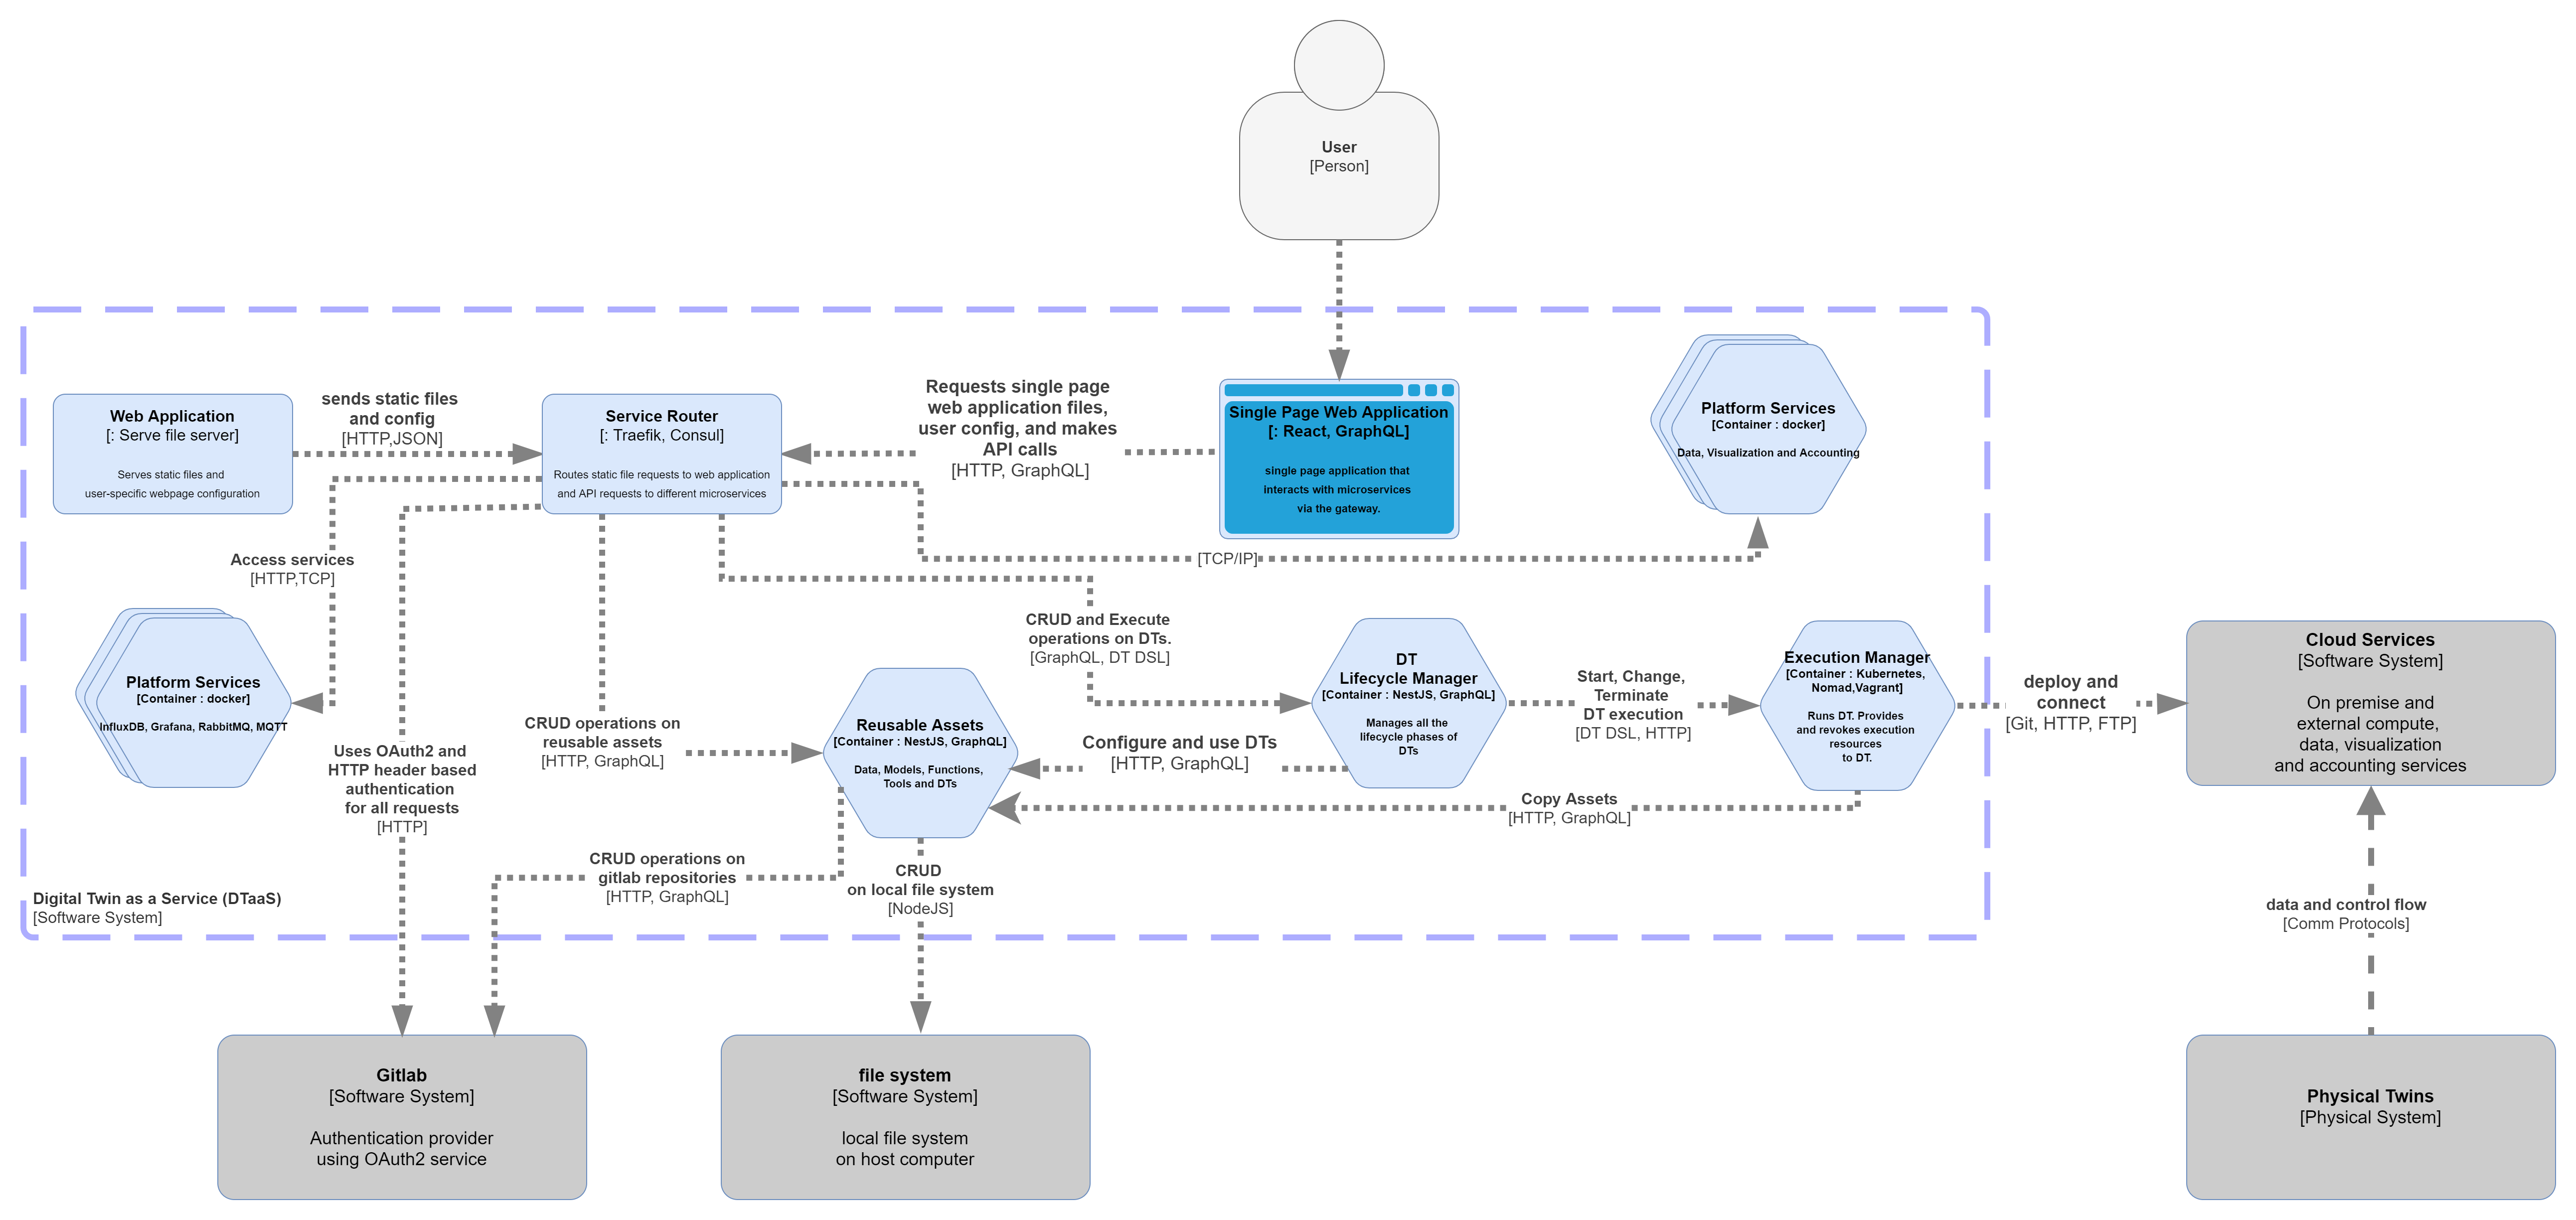 User
[Person]
Web Application
[: Serve file server]
Serves static files and
user-specific webpage configuration
sends static files
and config
[HTTP,JSON]
Service Router
[: Traefik, Consul]
Routes static file requests to web application
and API requests to different microservices
Requests single page
web application files,
user config, and makes
API calls
[HTTP, GraphQL]
Single Page Web Application
[: React, GraphQL]
single page application that
interacts with microservices
via the gateway.
Platform Services
[Container : docker]
Data, Visualization and Accounting
[TCP/IP]
Access services
[HTTP,TCP]
Platform Services
[Container : docker]
InfluxDB, Grafana, RabbitMQ, MQTT
Uses OAuth2 and
HTTP header based
authentication
for all requests
[HTTP]
CRUD operations on
reusable assets
[HTTP, GraphQL]
Reusable Assets
[Container : NestJS, GraphQL]
Data, Models, Functions,
Tools and DTs
CRUD and Execute
operations on DTs.
[GraphQL, DT DSL]
Configure and use DTs
[HTTP, GraphQL]
DT
Lifecycle Manager
[Container : NestJS, GraphQL]
Manages all the
lifecycle phases of
DTs
Start, Change,
Terminate
DT execution
[DT DSL, HTTP]
Execution Manager
[Container : Kubernetes,
Nomad,Vagrant]
Runs DT. Provides
and revokes execution
resources
to DT.
deploy and
connect
[Git, HTTP, FTP]
Cloud Services
[Software System]
On premise and
external compute,
data, visualization
and accounting services
Copy Assets
[HTTP, GraphQL]
CRUD operations on
gitlab repositories
[HTTP, GraphQL]
CRUD
on local file system
[NodeJS]
Digital Twin as a Service (DTaaS)
[Software System]
data and control flow
[Comm Protocols]
Gitlab
[Software System]
Authentication provider
using OAuth2 service
file system
[Software System]
local file system
on host computer
Physical Twins
[Physical System]